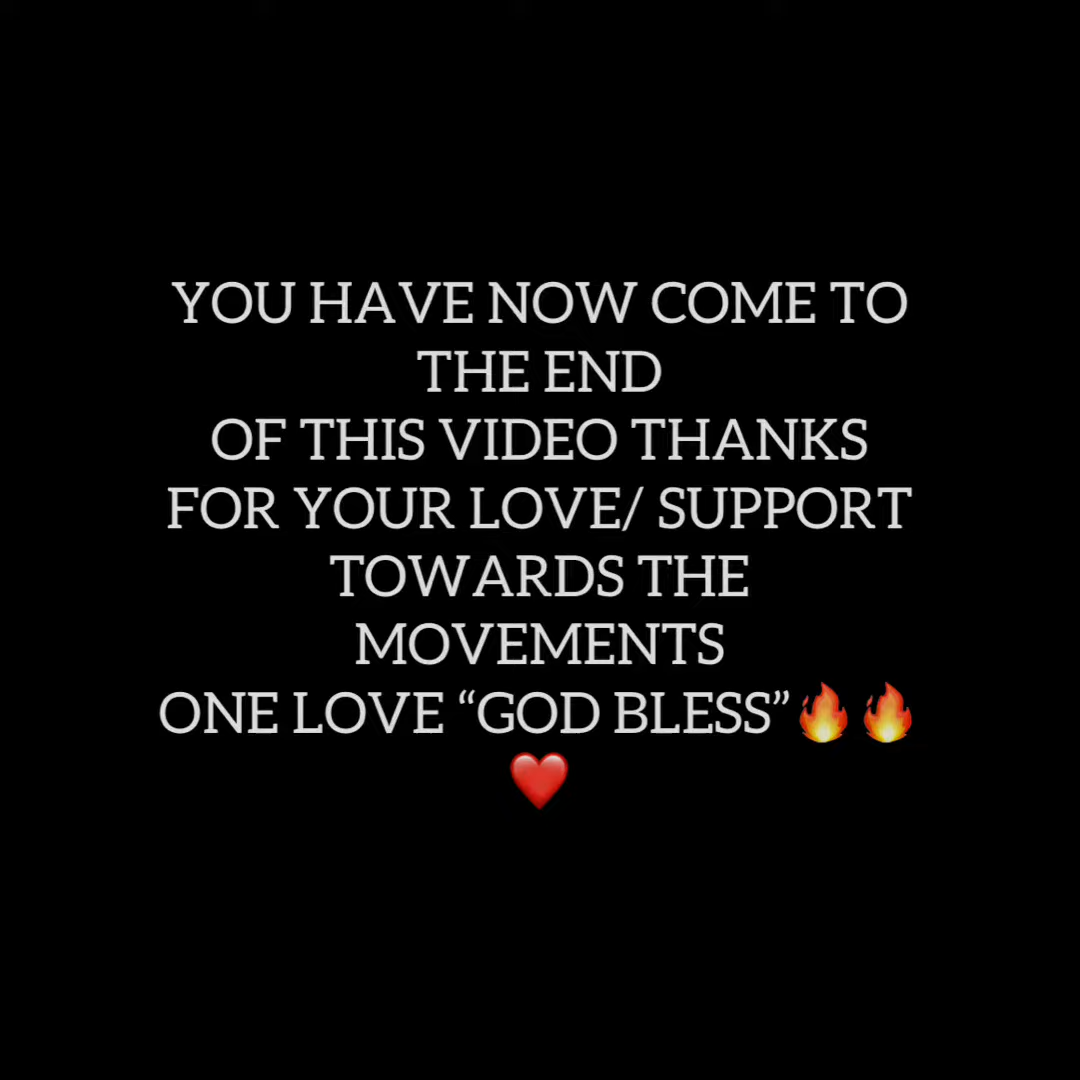 YOU HAVE NOW COME TO
THE END
OF THIS VIDEO THANKS
FOR YOUR LOVE/ SUPPORT
TOWARDS THE
MOVEMENTS
ONE LOVE “GOD BLESS”🔥🔥
❤️